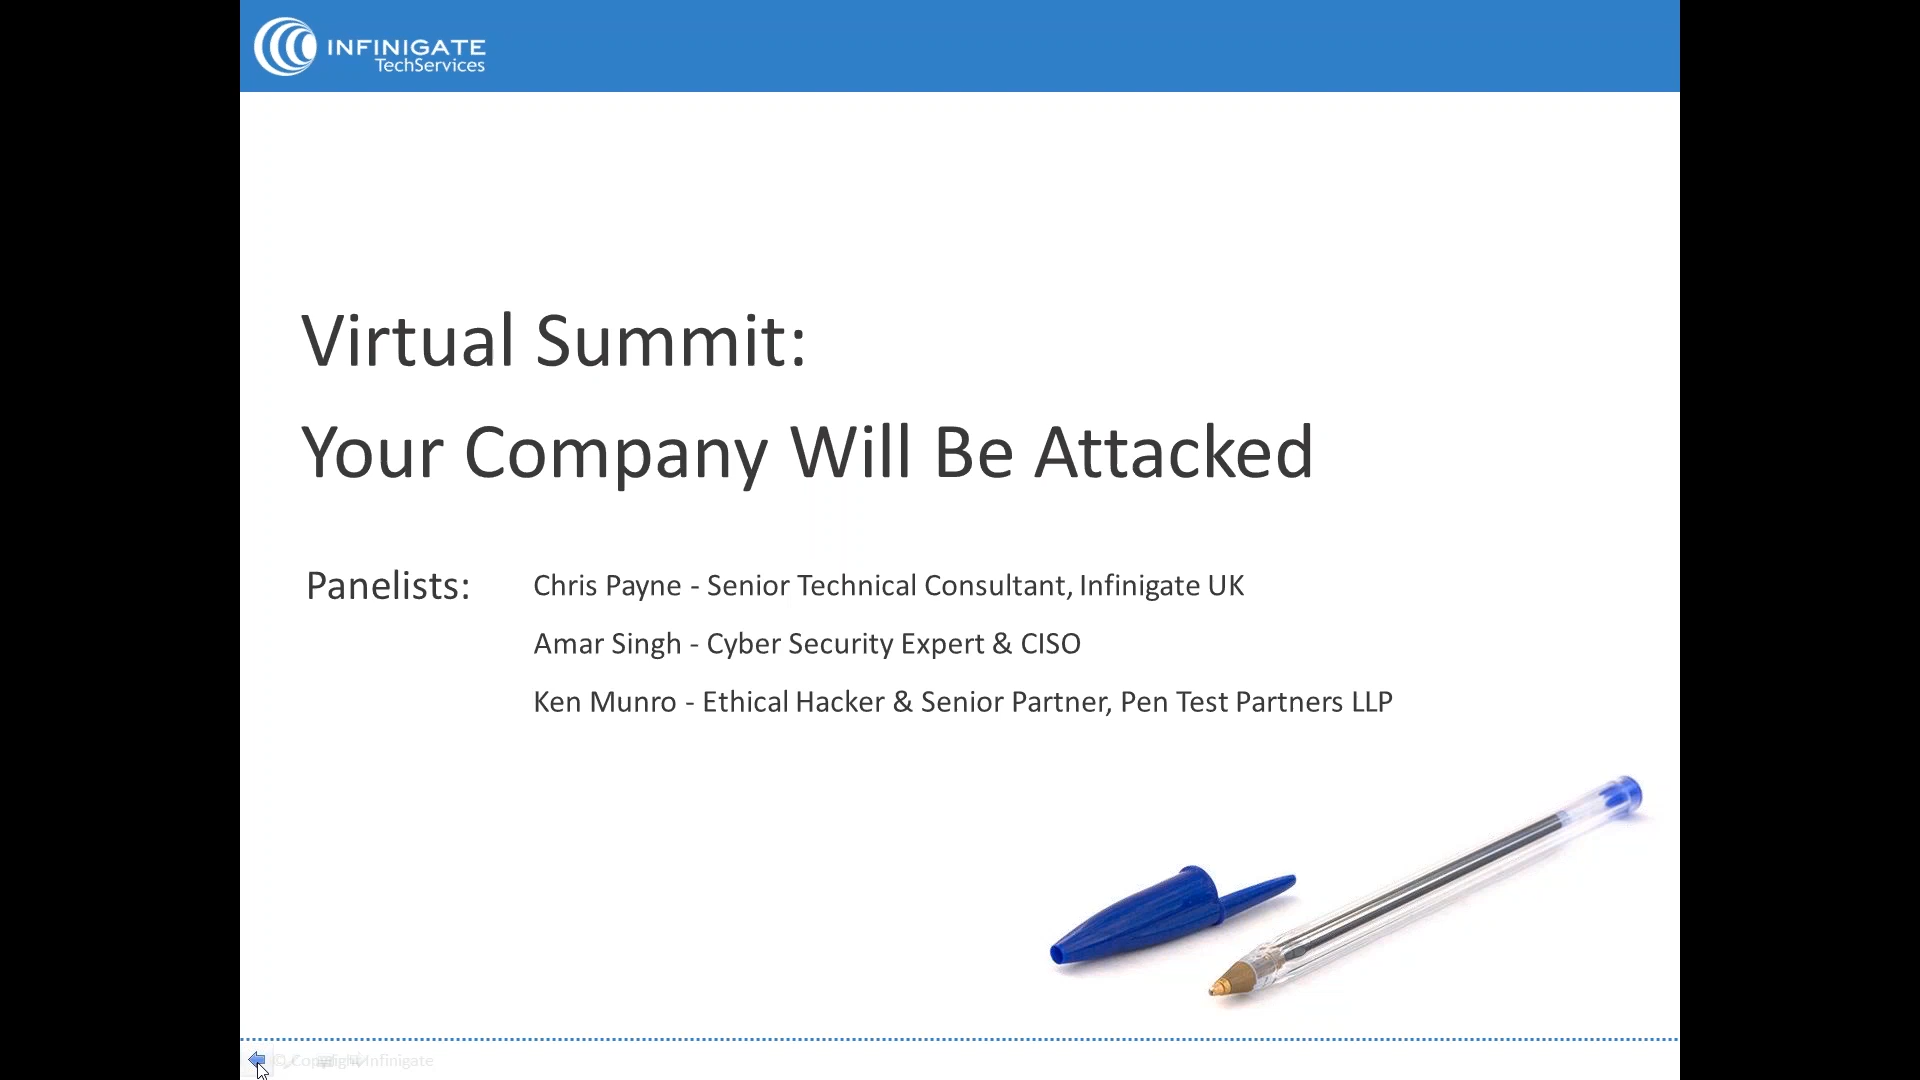 INFINIGATE
TechServices
Virtual Summit:
Your Company Will Be Attacked
Panelists:
Chris Payne - Senior Technical Consultant, Infinigate UK
Amar Singh - Cyber Security Expert & CISO
Ken Munro - Ethical Hacker & Senior Partner, Pen Test Partners LLP
© Copyright Infinigate